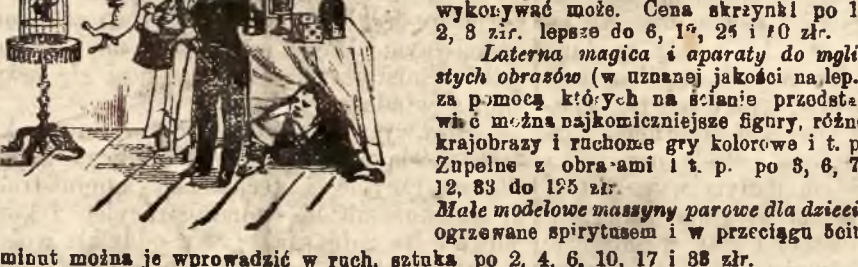 wykonywać może. Cena skrzynki po 1
2, 3 złr. lepsze do 6, 25 i złr.
Laterna magica i aparaty do mgli
stych obrazów (w uznanej jakości na lep.
za pomocą których na ścianie przedsta
wić można najkomiczniejsze figury, różne
krajobrazy i ruchome gry kolorowe i t. p
Zupełne z obrazami i t. p. po 3, 6, 7
12, 83 do 125 złr.
Małe modelowe maszyny parowe dla dzieci
ogrzewane spirytusem i w przeciągu 5ciu
minut można je wprowadzić w ruch, sztuka po 2, 4, 6, 10, 17 i 38 złr.